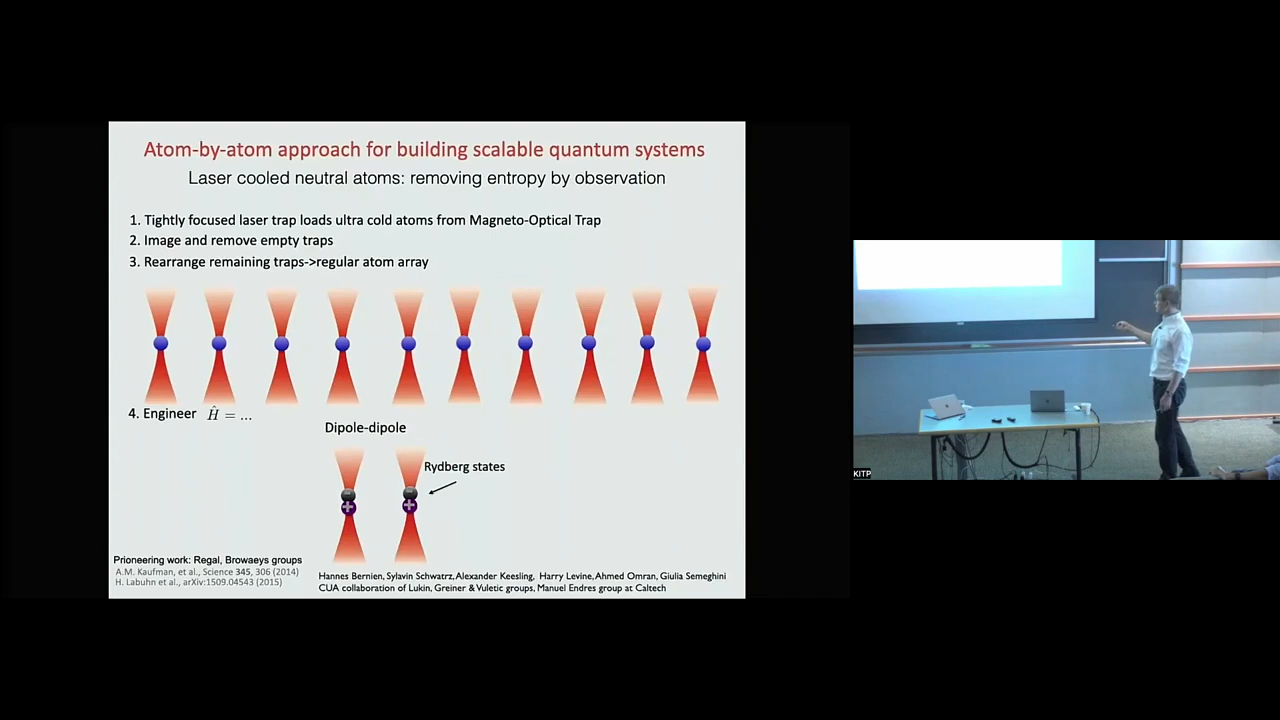 Atom-by-atom approach for building scalable quantum systems
Laser cooled neutral atoms: removing entropy by observation
1. Tightly focused laser trap loads ultra cold atoms from Magneto-Optical Trap
2. Image and remove empty traps
3. Rearrange remaining traps->regular atom array
4. Engineer Ĥ = ...
Dipole-dipole
Rydberg states
Prioneering work: Regal, Browaeys groups
A.M. Kaufman, et al., Science 345, 306 (2014)
H. Labuhn et al., arXiv:1509.04543 (2015)
Hannes Bernien, Sylavin Schwatrz, Alexander Keesling, Harry Levine, Ahmed Omran, Giulia Semeghini
CUA collaboration of Lukin, Greiner & Vuletic groups, Manuel Endres group at Caltech
KITP